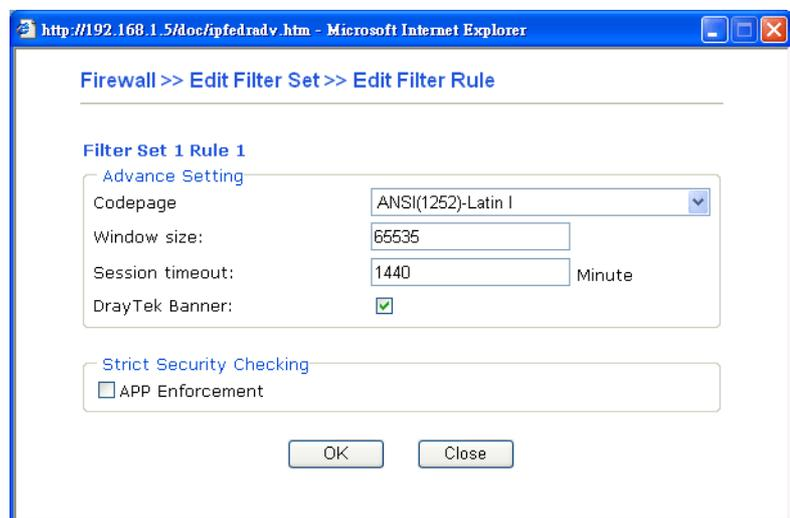 http://192.168.1.5/doc/ipfedradv.htm - Microsoft Internet Explorer
Firewall >> Edit Filter Set >> Edit Filter Rule
Filter Set 1 Rule 1
Advance Setting
Codepage ANSI(1252)-Latin I
Window size: 65535
Session timeout: 1440 Minute
DrayTek Banner:
Strict Security Checking
APP Enforcement
OK Close